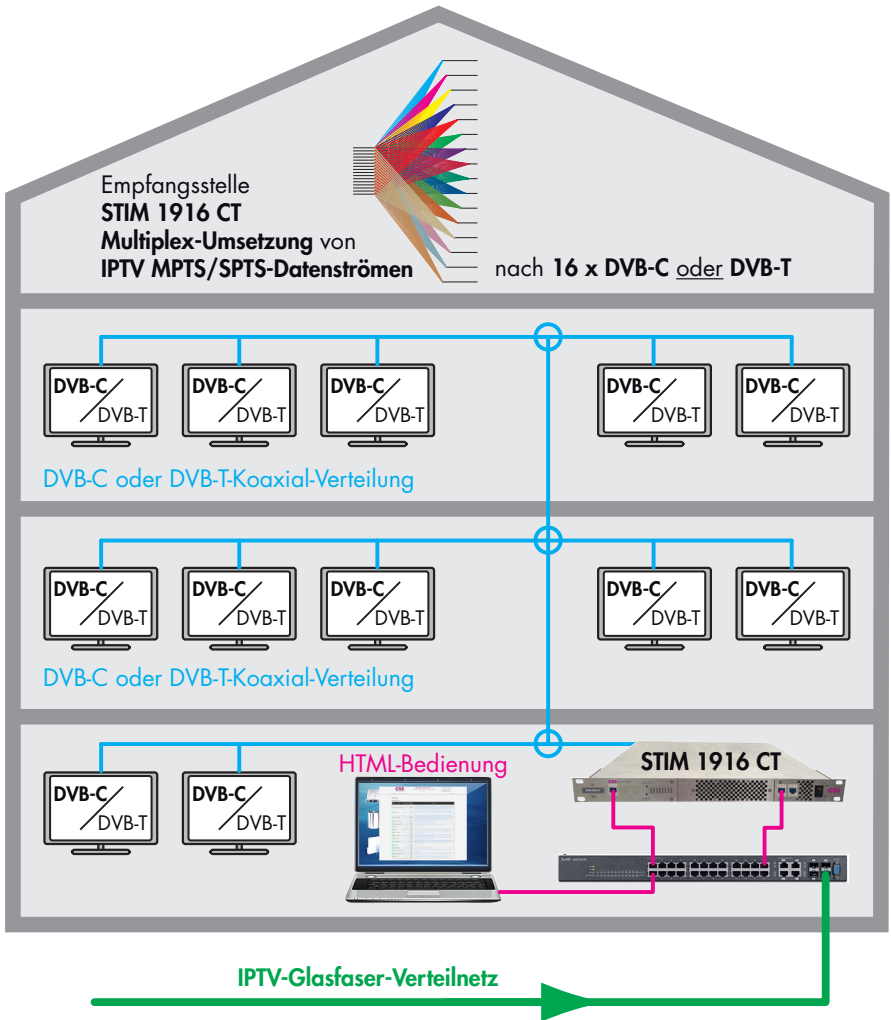 Empfangsstelle
STIM 1916 CT
Multiplex-Umsetzung von
IPTV MPTS/SPTS-Datenströmen
nach 16 x DVB-C oder DVB-T
DVB-C/DVB-T
DVB-C/DVB-T
DVB-C/DVB-T
DVB-C/DVB-T
DVB-C/DVB-T
DVB-C oder DVB-T-Koaxial-Verteilung
DVB-C/DVB-T
DVB-C/DVB-T
DVB-C/DVB-T
DVB-C/DVB-T
DVB-C/DVB-T
DVB-C oder DVB-T-Koaxial-Verteilung
DVB-C/DVB-T
DVB-C/DVB-T
HTML-Bedienung
STIM 1916 CT
GSS
GSS
GSS
IPTV-Glasfaser-Verteilnetz